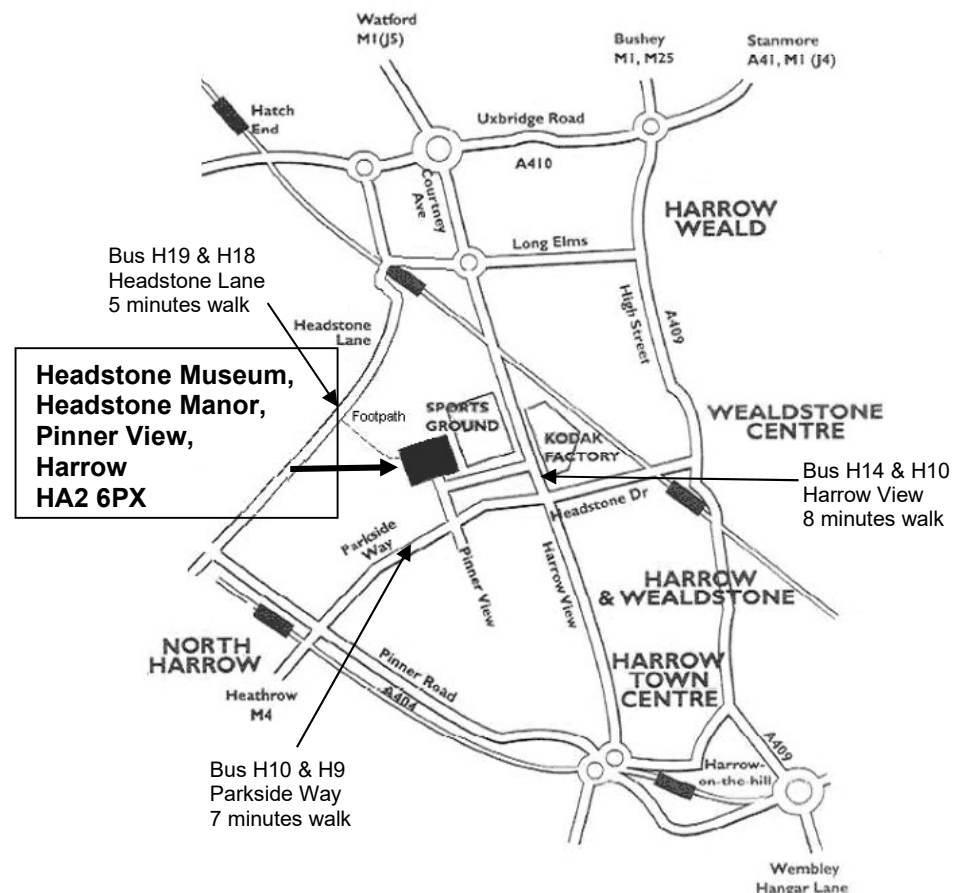 Watford
M1(J5)
Bushey
M1, M25
Stanmore
A41, M1 (J4)
Hatch
End
Uxbridge Road
A410
Courtney
Ave
HARROW
WEALD
Long Elms
Bus H19 & H18
Headstone Lane
5 minutes walk
High Street
A409
Headstone
Lane
Headstone Museum,
Headstone Manor,
Pinner View,
Harrow
HA2 6PX
Footpath
SPORTS
GROUND
KODAK
FACTORY
WEALDSTONE
CENTRE
Bus H14 & H10
Harrow View
8 minutes walk
Headstone Dr
Parkside
Way
Pinner View
Harrow View
HARROW
& WEALDSTONE
NORTH
HARROW
Pinner Road
A404
HARROW
TOWN
CENTRE
Heathrow
M4
A409
Harrow-
on-the-hill
Bus H10 & H9
Parkside Way
7 minutes walk
Wembley
Hangar Lane